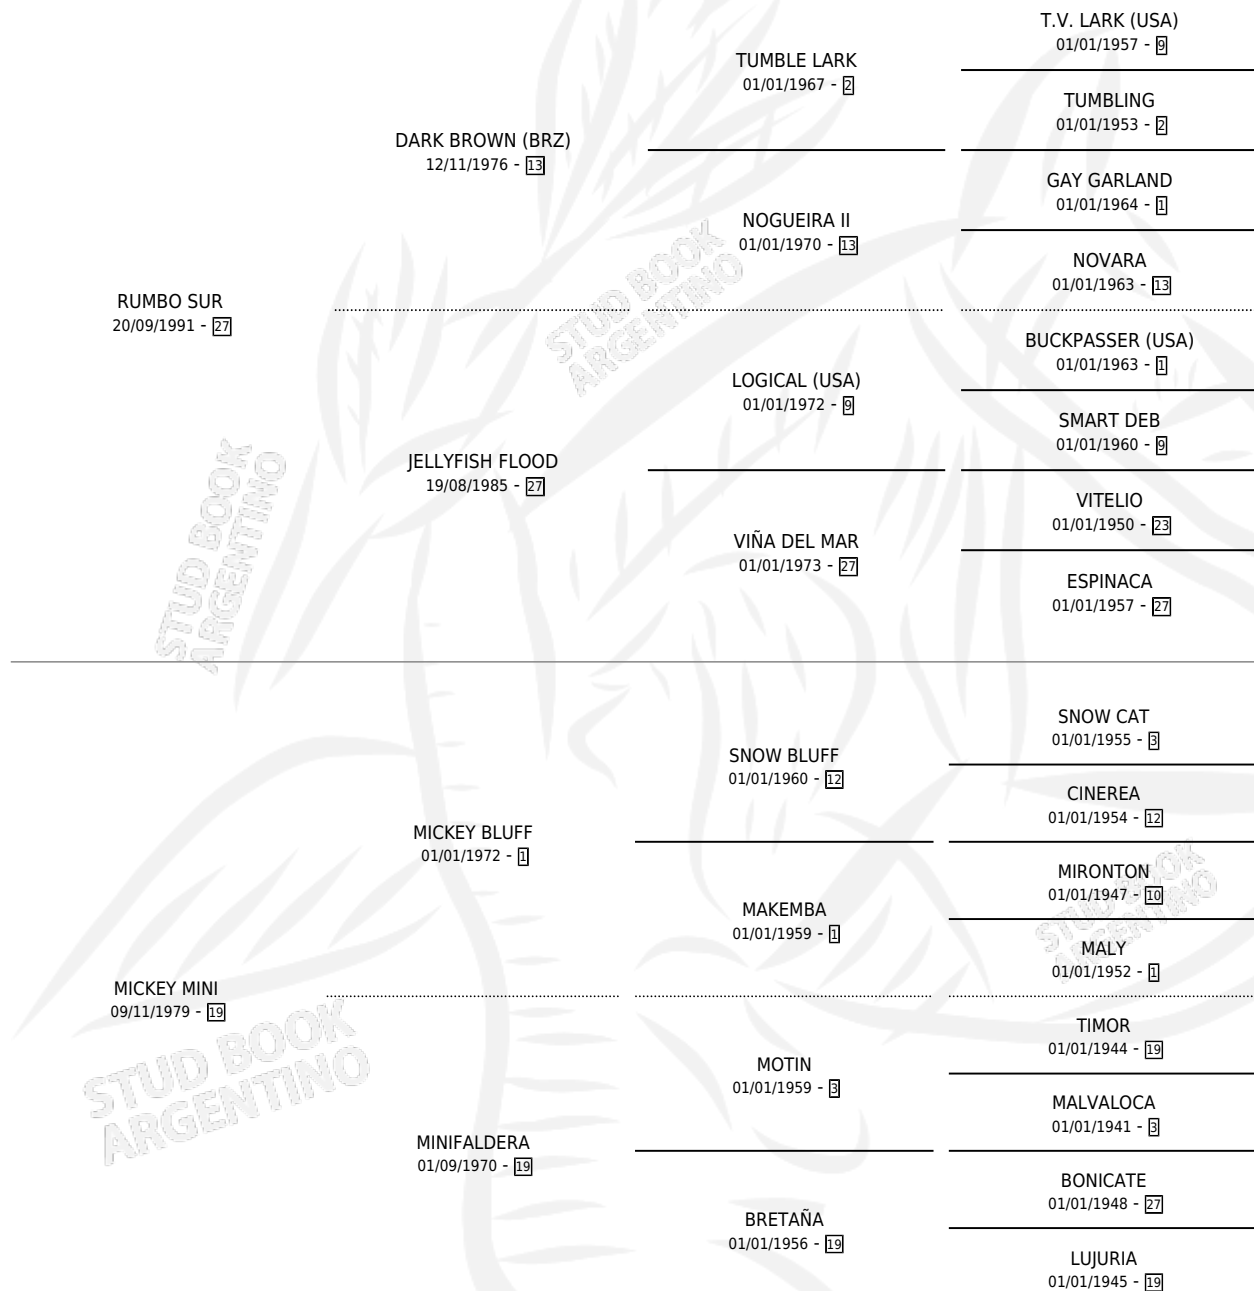 T.V. LARK (USA)
01/01/1957 - 9
TUMBLE LARK
01/01/1967 - 2
TUMBLING
01/01/1953 - 2
DARK BROWN (BRZ)
12/11/1976 - 13
GAY GARLAND
01/01/1964 - 1
NOGUEIRA II
01/01/1970 - 13
NOVARA
01/01/1963 - 13
RUMBO SUR
20/09/1991 - 27
STUD BOOK
ARGENTINO
BUCKPASSER (USA)
01/01/1963 - 1
LOGICAL (USA)
01/01/1972 - 9
SMART DEB
01/01/1960 - 9
JELLYFISH FLOOD
19/08/1985 - 27
VITELIO
01/01/1950 - 23
VIÑA DEL MAR
01/01/1973 - 27
ESPINACA
01/01/1957 - 27
STUD BOOK
ARGENTINO
SNOW CAT
01/01/1955 - 3
SNOW BLUFF
01/01/1960 - 12
CINEREA
01/01/1954 - 12
MICKEY BLUFF
01/01/1972 - 1
MIRONTON
01/01/1947 - 10
MAKEMBA
01/01/1959 - 1
MALY
01/01/1952 - 1
STUD BOOK
ARGENTINO
MICKEY MINI
09/11/1979 - 19
TIMOR
01/01/1944 - 19
MOTIN
01/01/1959 - 3
MALVALOCA
01/01/1941 - 3
STUD BOOK
ARGENTINO
MINIFALDERA
01/09/1970 - 19
BONICATE
01/01/1948 - 27
BRETAÑA
01/01/1956 - 19
LUJURIA
01/01/1945 - 19